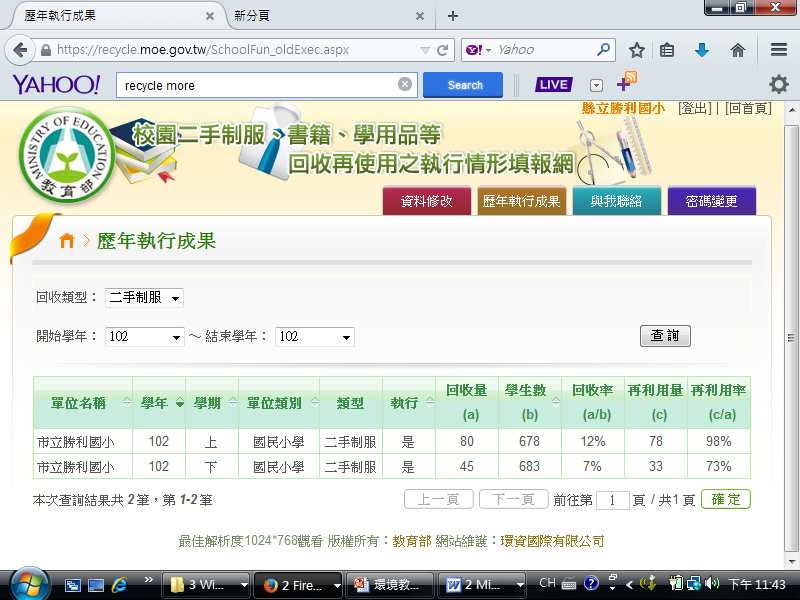 歷年執行成果
新分頁
https://recycle.moe.gov.tw/SchoolFun_oldExec.aspx
Yahoo
YAHOO! recycle more Search LIVE
縣立勝利國小 [登出] | [回首頁]
MINISTRY OF EDUCATION
教育部
校園二手制服、書籍、學用品等
回收再使用之執行情形填報網
資料修改 歷年執行成果 與我聯絡 密碼變更
歷年執行成果
回收類型： 二手制服
開始學年： 102 ～ 結束學年： 102 查詢
單位名稱 學年 學期 單位類別 類型 執行 回收量 (a) 學生數 (b) 回收率 (a/b) 再利用量 (c) 再利用率 (c/a)
市立勝利國小 102 上 國民小學 二手制服 是 80 678 12% 78 98%
市立勝利國小 102 下 國民小學 二手制服 是 45 683 7% 33 73%
本次查詢結果共 2 筆，第 1-2 筆 上一頁 下一頁 前往第 1 頁 / 共1 頁 確定
最佳解析度1024*768觀看 版權所有：教育部 網站維護：環資國際有限公司
3 Wi... 2 Fire... 環境教... 2 Mi... CH 下午 11:43